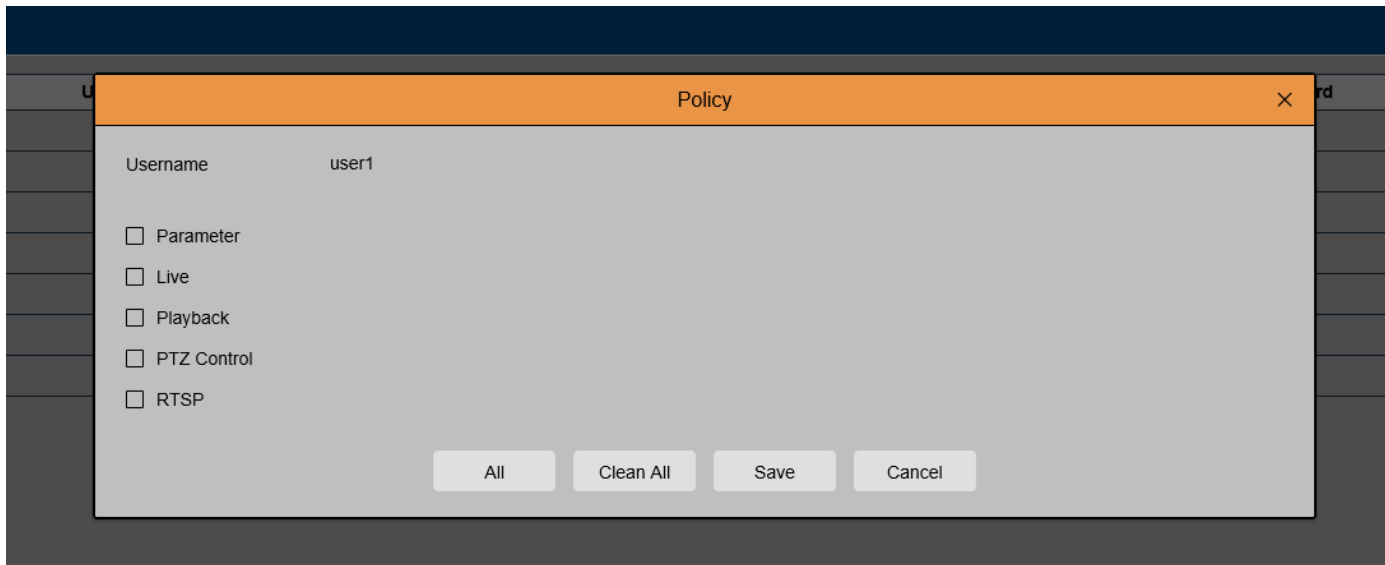 Policy
Username user1
Parameter
Live
Playback
PTZ Control
RTSP
All Clean All Save Cancel